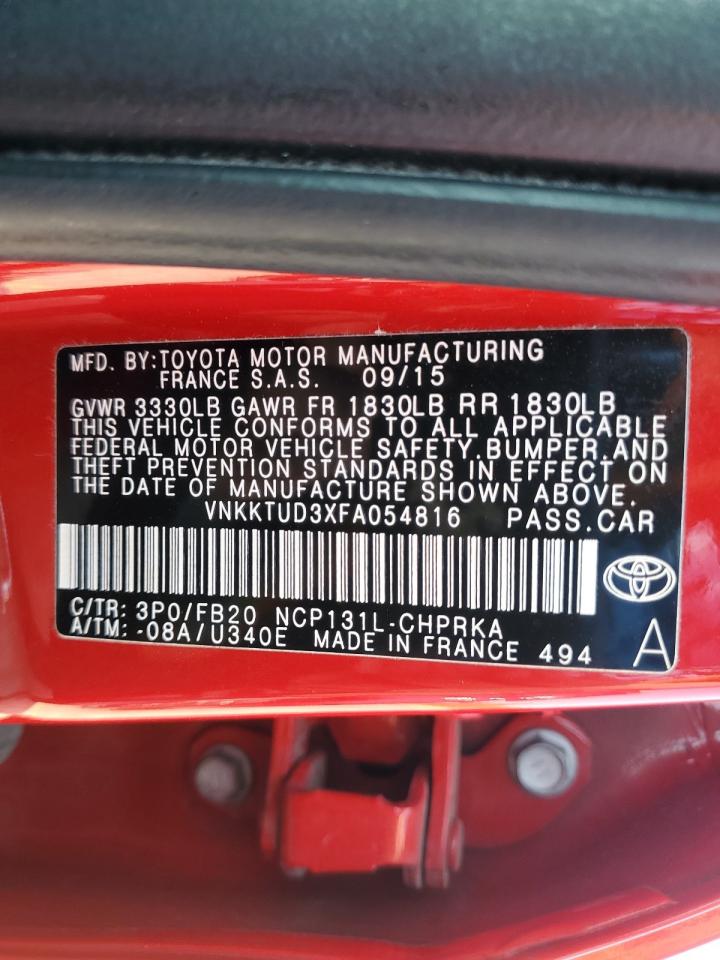 MFD. BY:TOYOTA MOTOR MANUFACTURING
FRANCE S.A.S. 09/15
GVWR 3330LB GAWR FR 1830LB RR 1830LB
THIS VEHICLE CONFORMS TO ALL APPLICABLE
FEDERAL MOTOR VEHICLE SAFETY,BUMPER,AND
THEFT PREVENTION STANDARDS IN EFFECT ON
THE DATE OF MANUFACTURE SHOWN ABOVE.
VNKKTUD3XFA054816 PASS.CAR
C/TR: 3P0/FB20 NCP131L-CHPRKA
A/TM: -08A/U340E MADE IN FRANCE 494
A